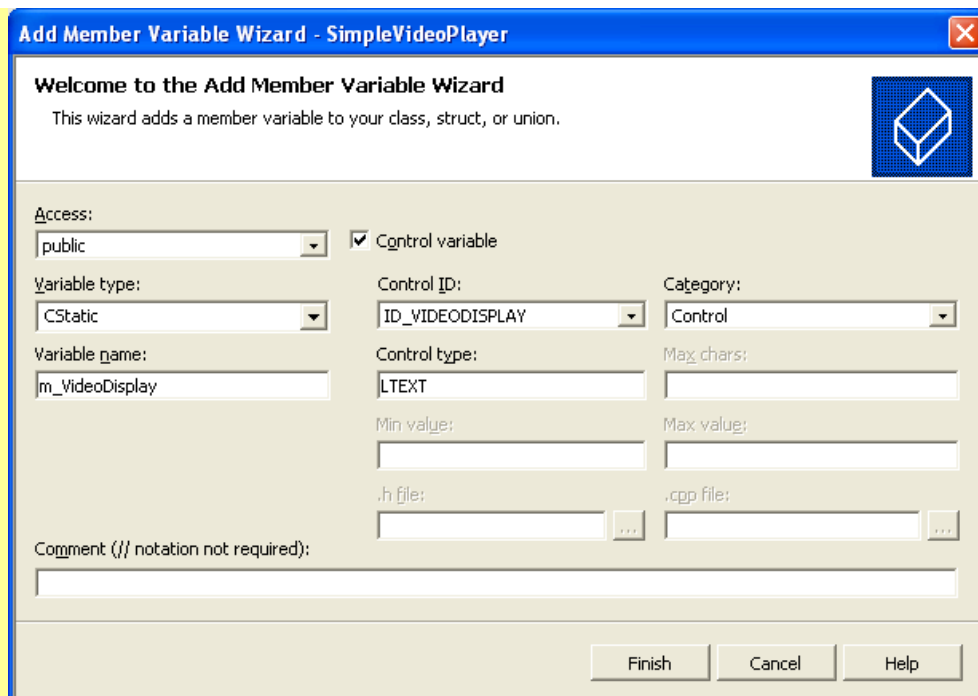 Add Member Variable Wizard - SimpleVideoPlayer
Welcome to the Add Member Variable Wizard
This wizard adds a member variable to your class, struct, or union.
Access:
public
Control variable
Variable type:
Control ID:
Category:
CStatic
ID_VIDEODISPLAY
Control
Variable name:
Control type:
Max chars:
m_VideoDisplay
LTEXT
Min value:
Max value:
.h file:
.cpp file:
...
...
Comment (// notation not required):
Finish
Cancel
Help